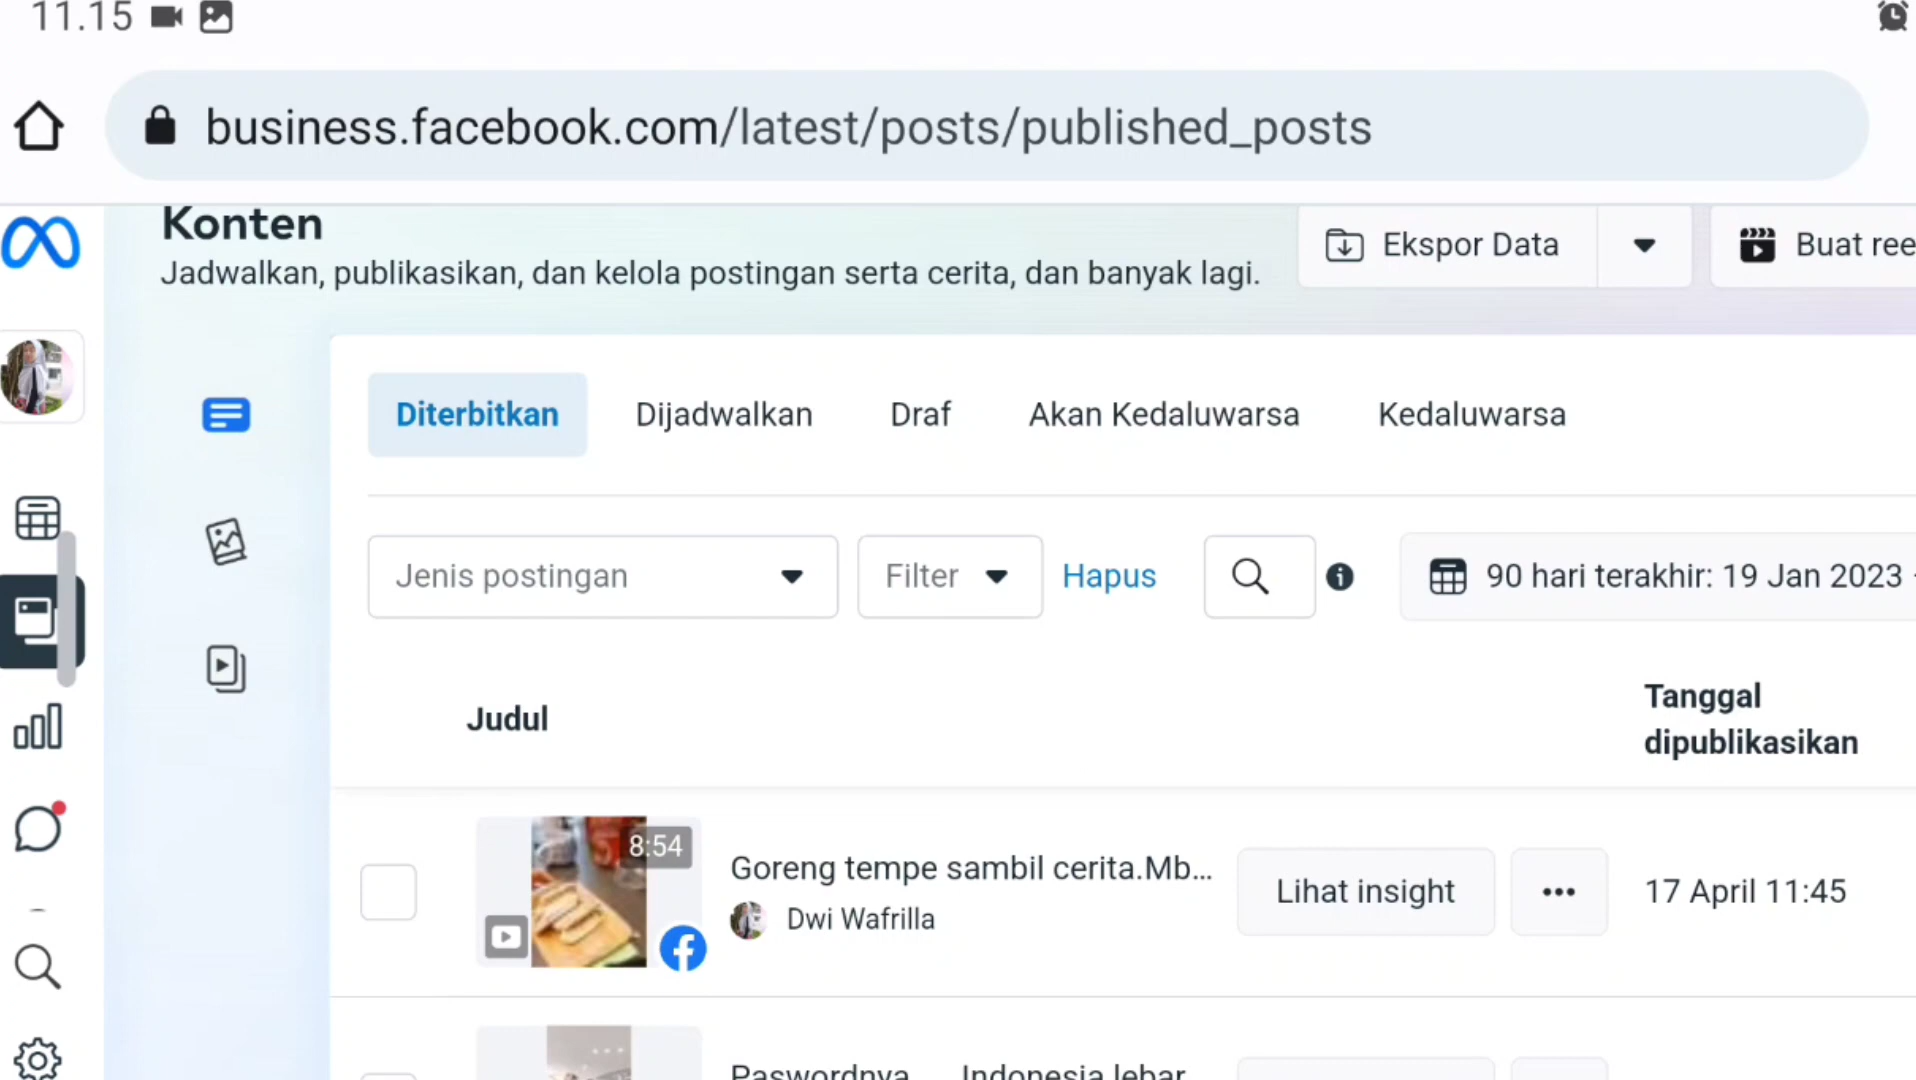 11.15
business.facebook.com/latest/posts/published_posts
Konten
Jadwalkan, publikasikan, dan kelola postingan serta cerita, dan banyak lagi.
Ekspor Data
Buat ree
Diterbitkan
Dijadwalkan
Draf
Akan Kedaluwarsa
Kedaluwarsa
Jenis postingan
Filter
Hapus
90 hari terakhir: 19 Jan 2023 -
Judul
Tanggal
dipublikasikan
8:54
Goreng tempe sambil cerita.Mb...
Dwi Wafrilla
Lihat insight
17 April 11:45
Paswordnya Indonesia lebar